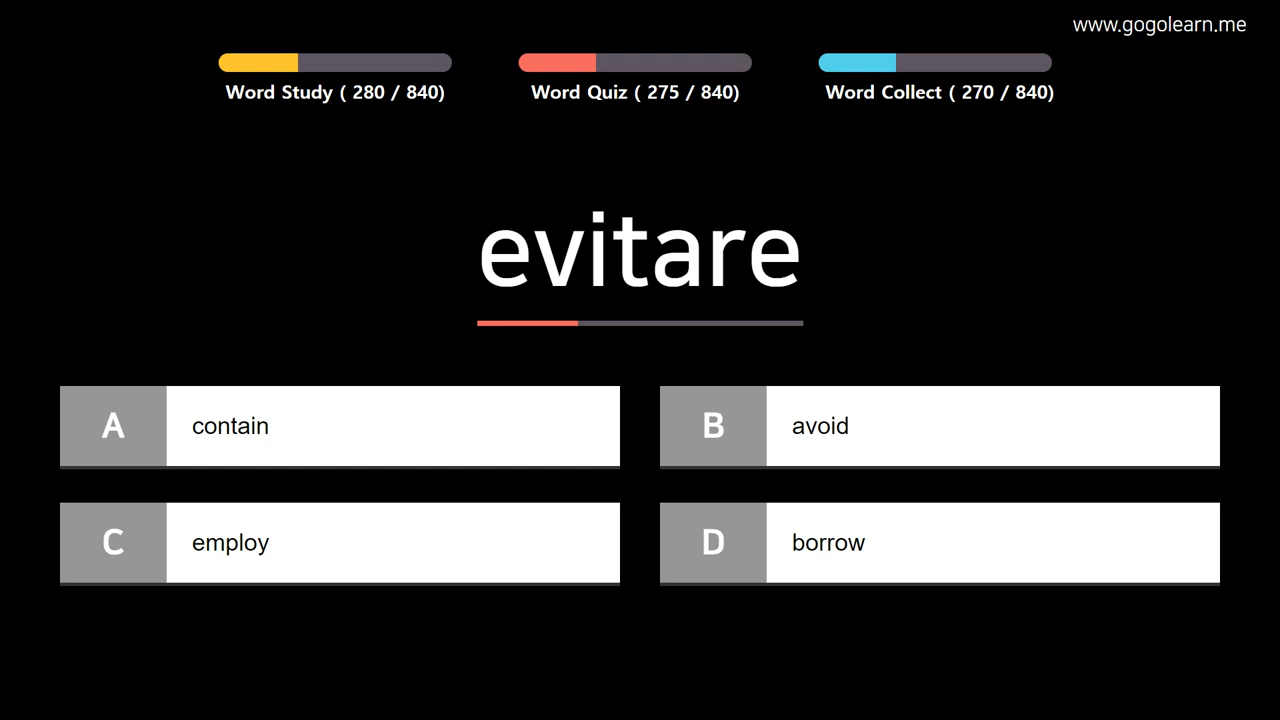 www.gogolearn.me
Word Study ( 280 / 840)
Word Quiz ( 275 / 840)
Word Collect ( 270 / 840)
evitare
A contain
B avoid
C employ
D borrow